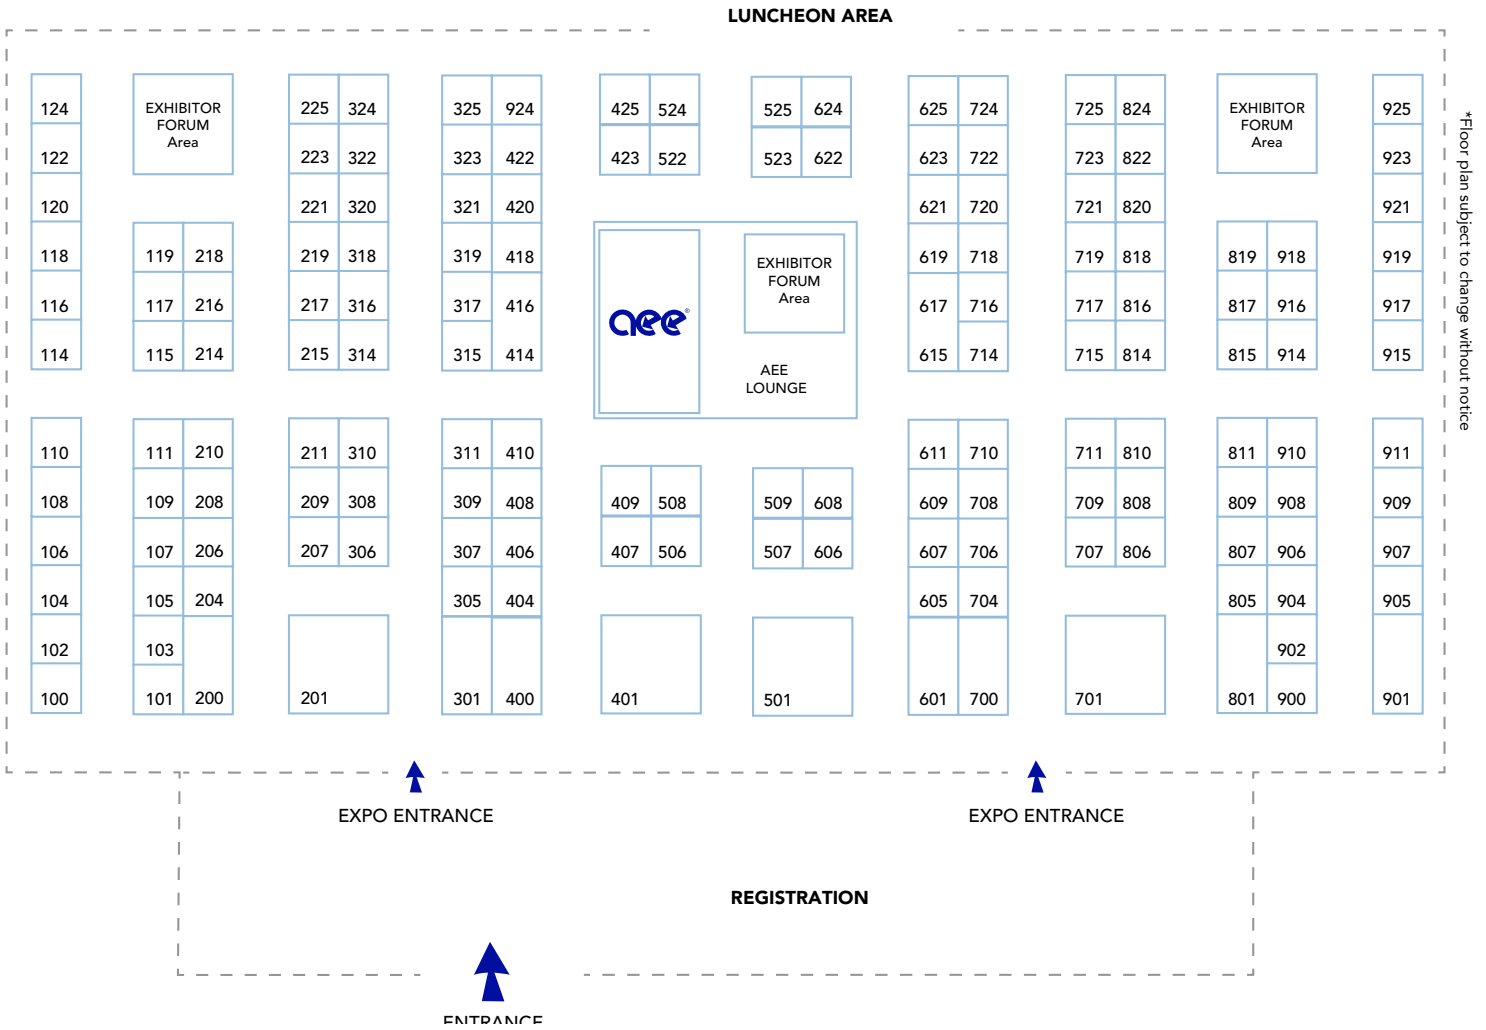 LUNCHEON AREA
124 EXHIBITOR FORUM Area 225 324 325 924 425 524 525 624 625 724 725 824 EXHIBITOR FORUM Area 925
122 223 322 323 422 423 522 523 622 623 722 723 822 923
120 221 320 321 420 621 720 721 820 921
118 119 218 219 318 319 418 EXHIBITOR FORUM Area 619 718 719 818 819 918 919
116 117 216 217 316 317 416 aee® 617 716 717 816 817 916 917
114 115 214 215 314 315 414 AEE LOUNGE 615 714 715 814 815 914 915
110 111 210 211 310 311 410 611 710 711 810 811 910 911
108 109 208 209 308 309 408 409 508 509 608 609 708 709 808 809 908 909
106 107 206 207 306 307 406 407 506 507 606 607 706 707 806 807 906 907
104 105 204 305 404 605 704 805 904 905
102 103 902
100 101 200 201 301 400 401 501 601 700 701 801 900 901
*Floor plan subject to change without notice
EXPO ENTRANCE EXPO ENTRANCE
REGISTRATION
ENTRANCE